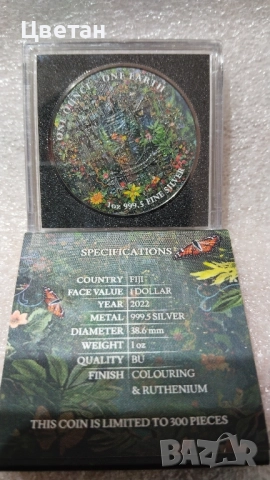 Цветан
ONE OUNCE ONE EARTH
1 oz 999.5 FINE SILVER
SPECIFICATIONS
COUNTRY FIJI
FACE VALUE 1 DOLLAR
YEAR 2022
METAL 999.5 SILVER
DIAMETER 38.6 mm
WEIGHT 1 oz
QUALITY BU
FINISH COLOURING
& RUTHENIUM
THIS COIN IS LIMITED TO 300 PIECES
BAZAR